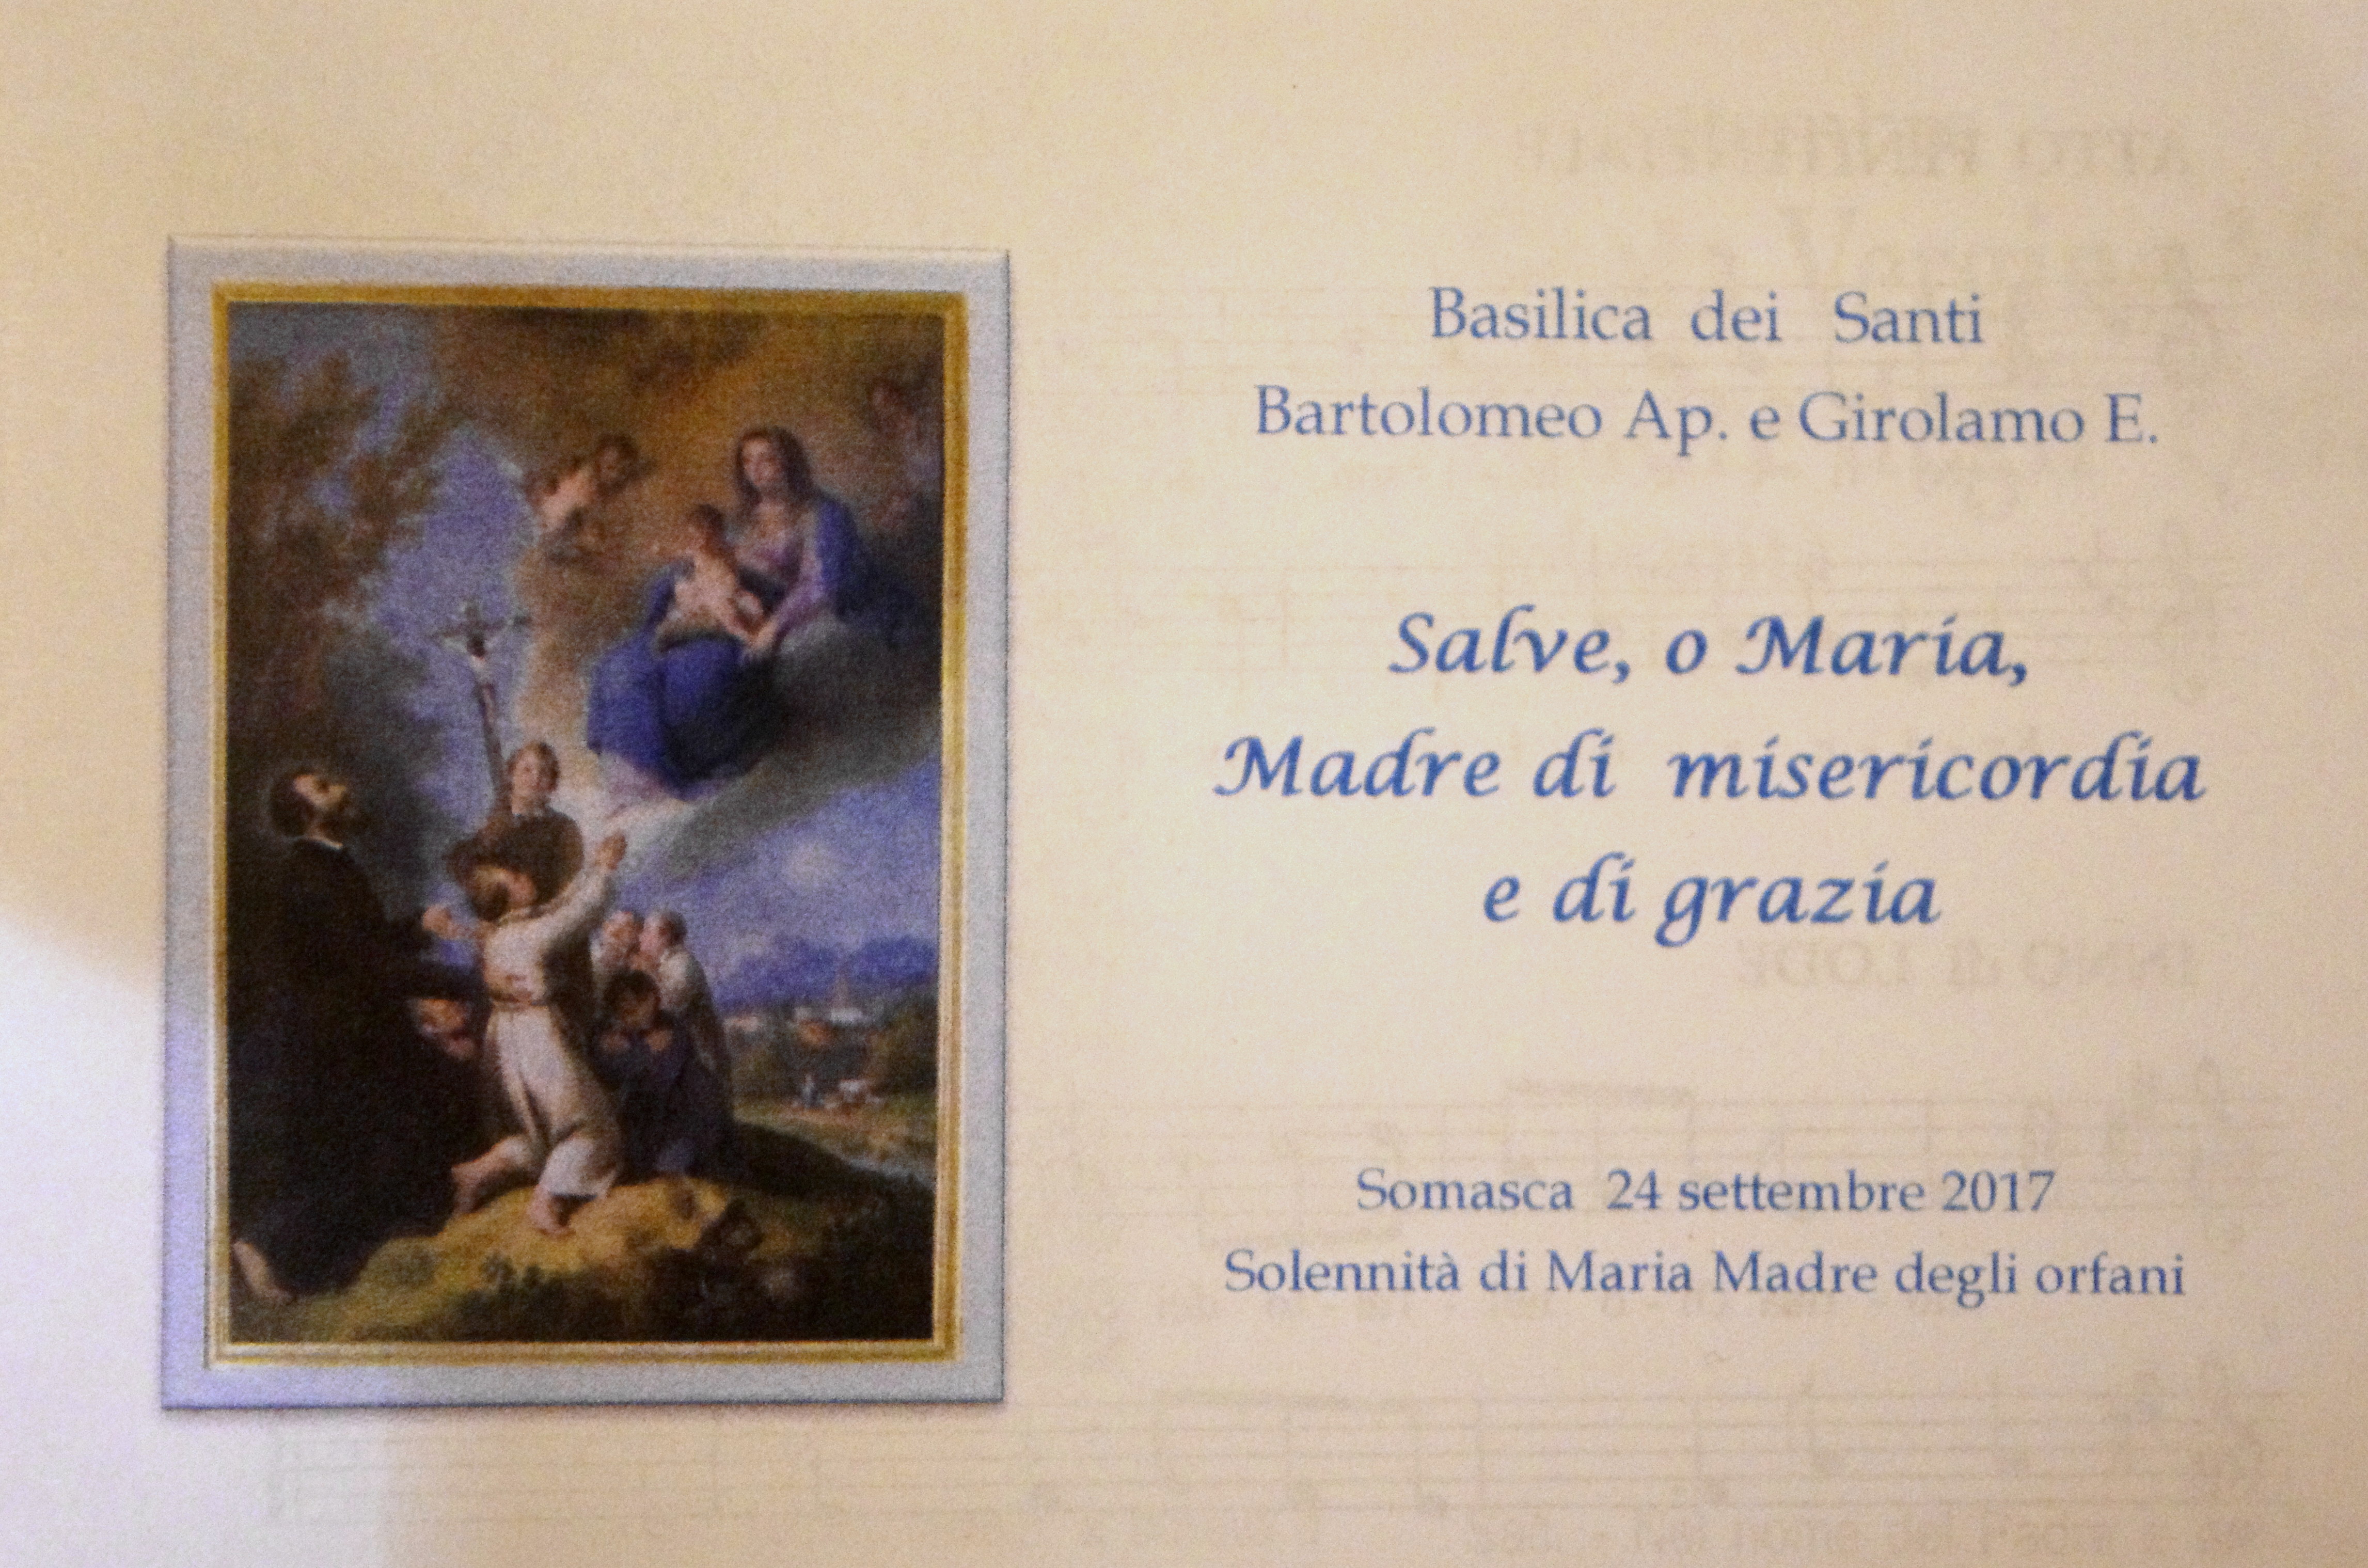 Basilica dei Santi
Bartolomeo Ap. e Girolamo E.
Salve, o Maria,
Madre di misericordia
e di grazia
Somasca 24 settembre 2017
Solennità di Maria Madre degli orfani